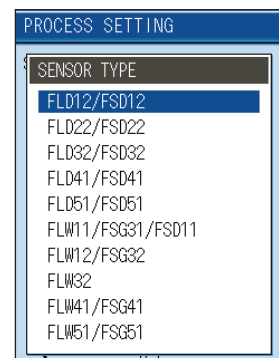 PROCESS SETTING
SENSOR TYPE
FLD12/FSD12
FLD22/FSD22
FLD32/FSD32
FLD41/FSD41
FLD51/FSD51
FLW11/FSG31/FSD11
FLW12/FSG32
FLW32
FLW41/FSG41
FLW51/FSG51